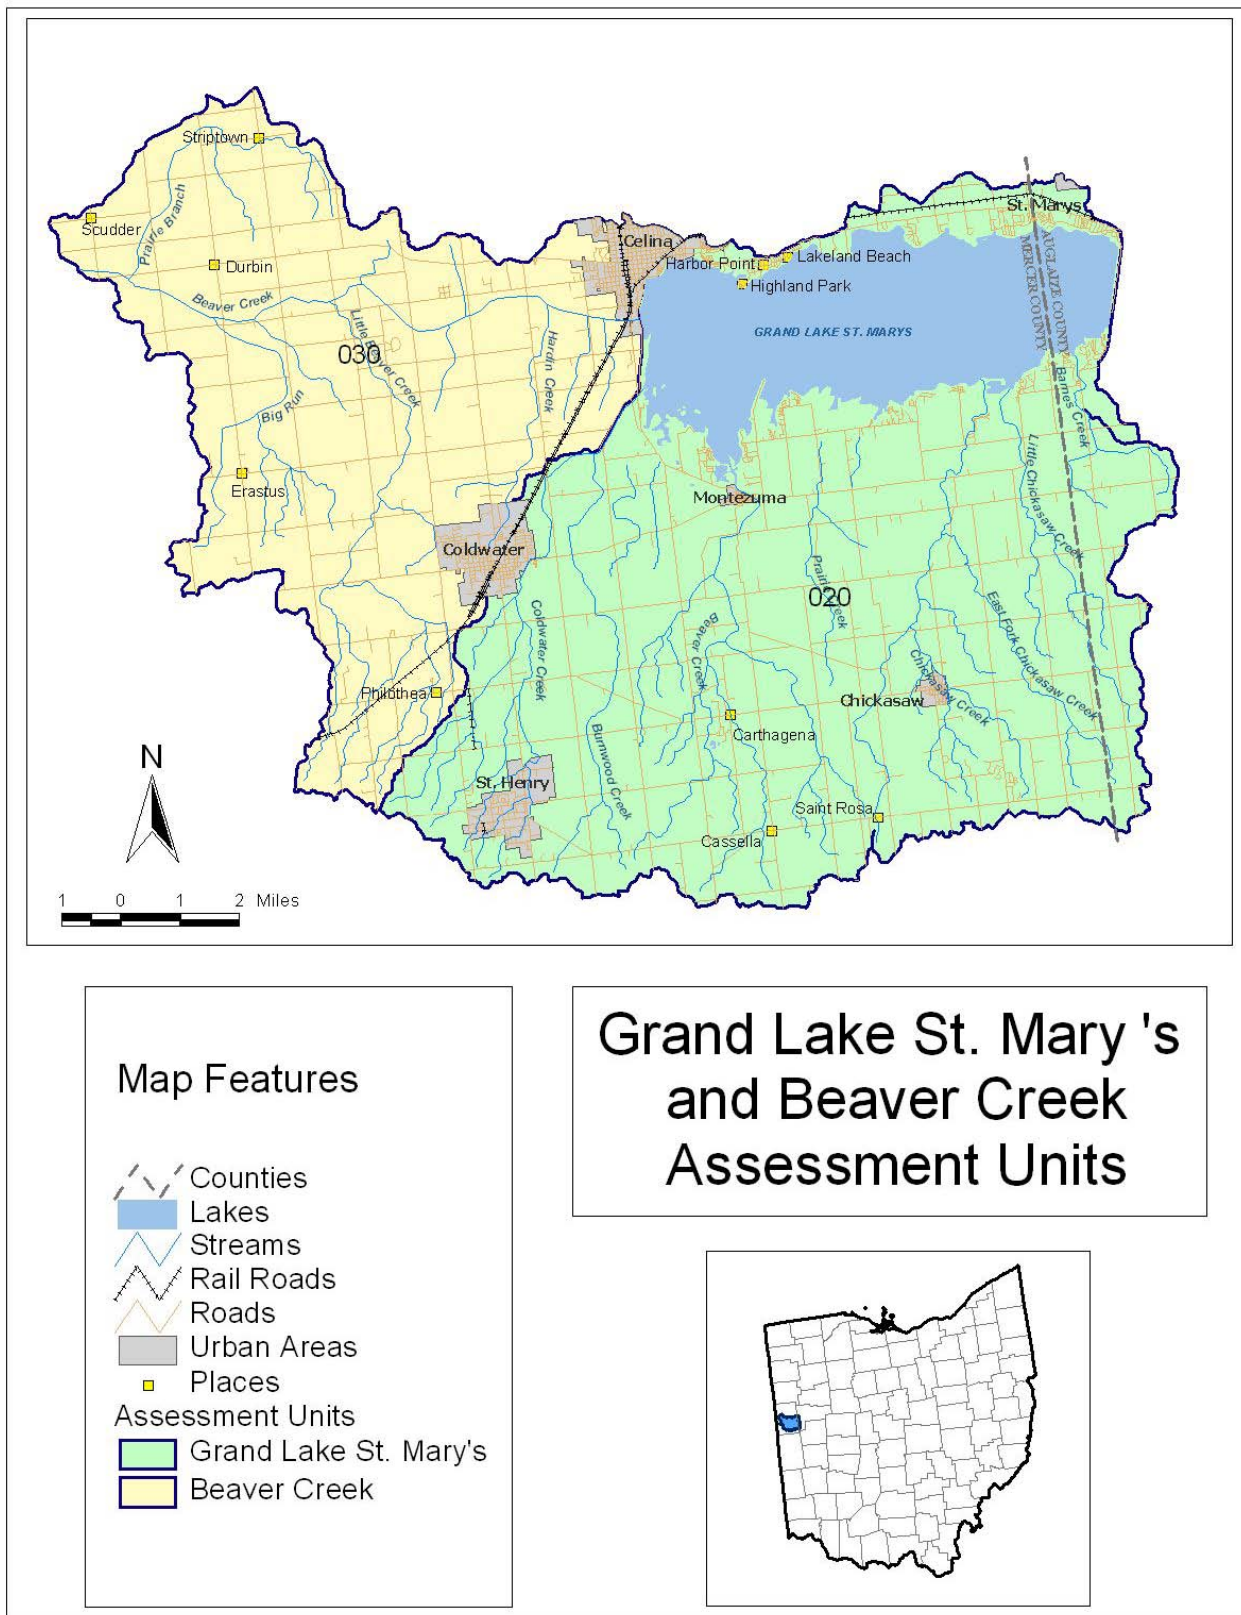 Striptown
Prairie Branch
Scudder
Durbin
Beaver Creek
Little Beaver Creek
030
Hardin Creek
Big Run
Erastus
Celina
Harbor Point
Lakeland Beach
Highland Park
St. Marys
GRAND LAKE ST. MARYS
AUGLAIZE COUNTY
MERCER COUNTY
Barnes Creek
Little Chickasaw Creek
Montezuma
Coldwater
Coldwater Creek
Prairie Creek
020
Beaver Creek
East Fork Chickasaw Creek
Chickasaw Creek
Chickasaw
Philothea
Carthagena
Burnwood Creek
St. Henry
Saint Rosa
Cassella
N
1 0 1 2 Miles
Map Features
Counties
Lakes
Streams
Rail Roads
Roads
Urban Areas
Places
Assessment Units
Grand Lake St. Mary's
Beaver Creek
Grand Lake St. Mary 's
and Beaver Creek
Assessment Units